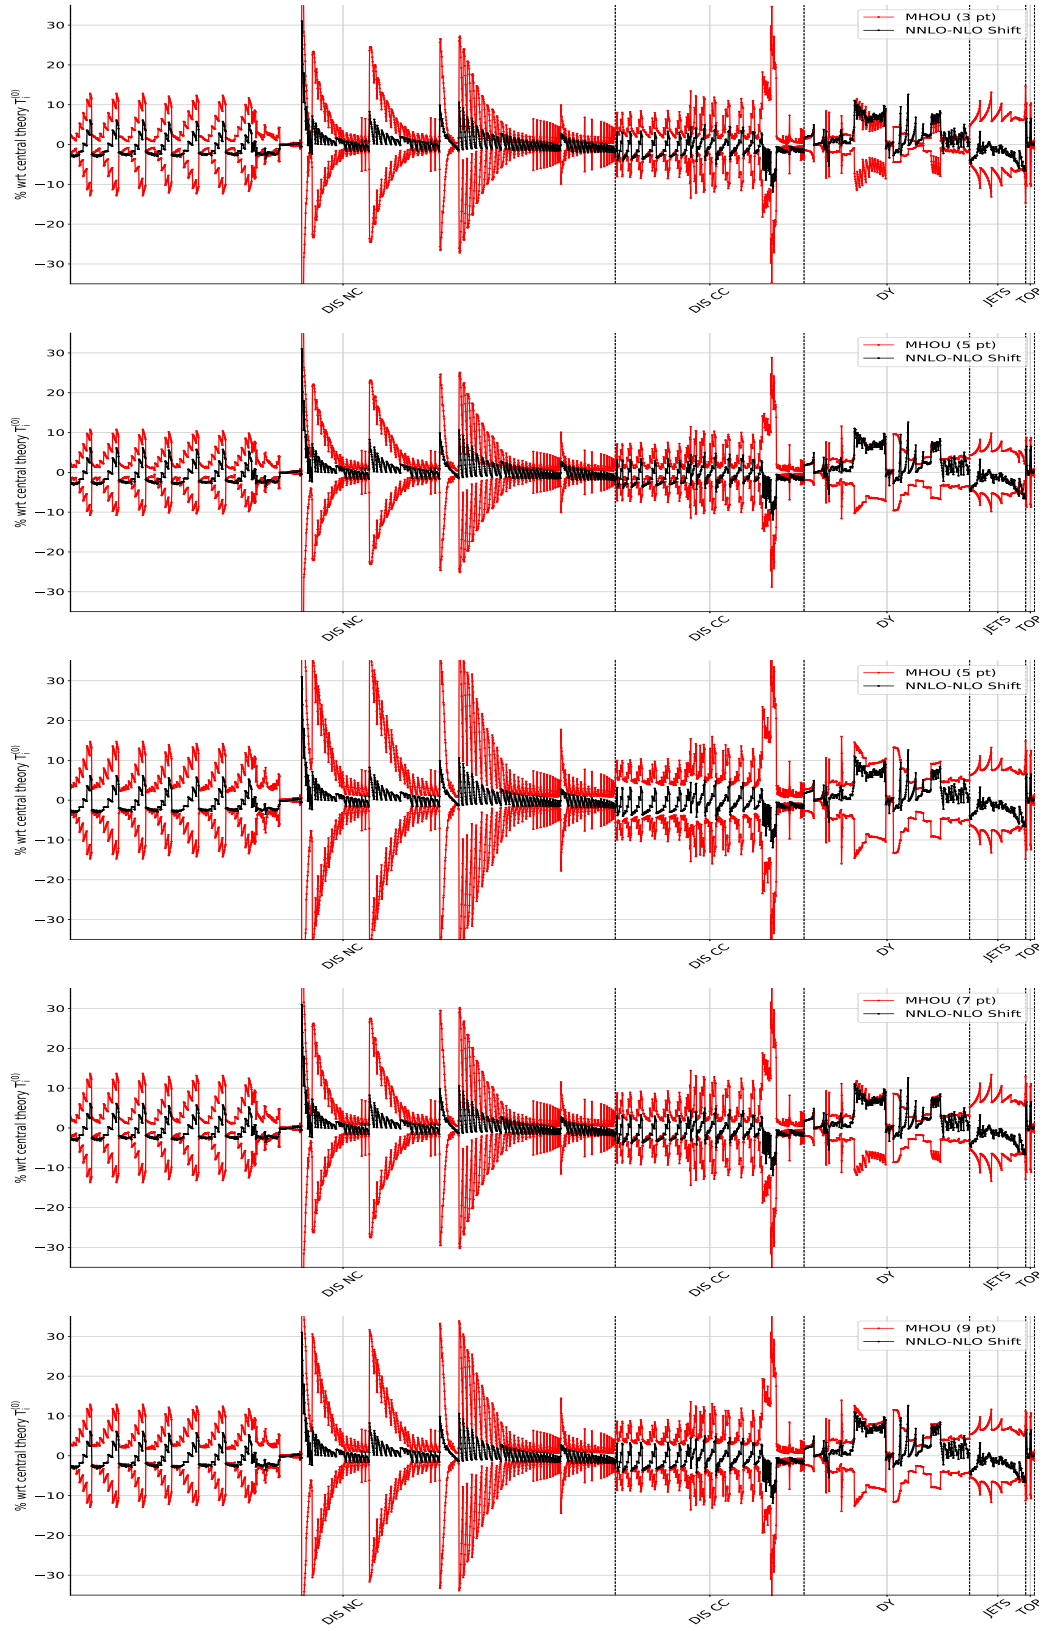 MHOU (3 pt)
NNLO-NLO Shift
% wrt central theory T_i^(0)
30
20
10
0
−10
−20
−30
DIS NC
DIS CC
DY
JETS
TOP
MHOU (5 pt)
NNLO-NLO Shift
% wrt central theory T_i^(0)
30
20
10
0
−10
−20
−30
DIS NC
DIS CC
DY
JETS
TOP
MHOU (5 pt)
NNLO-NLO Shift
% wrt central theory T_i^(0)
30
20
10
0
−10
−20
−30
DIS NC
DIS CC
DY
JETS
TOP
MHOU (7 pt)
NNLO-NLO Shift
% wrt central theory T_i^(0)
30
20
10
0
−10
−20
−30
DIS NC
DIS CC
DY
JETS
TOP
MHOU (9 pt)
NNLO-NLO Shift
% wrt central theory T_i^(0)
30
20
10
0
−10
−20
−30
DIS NC
DIS CC
DY
JETS
TOP